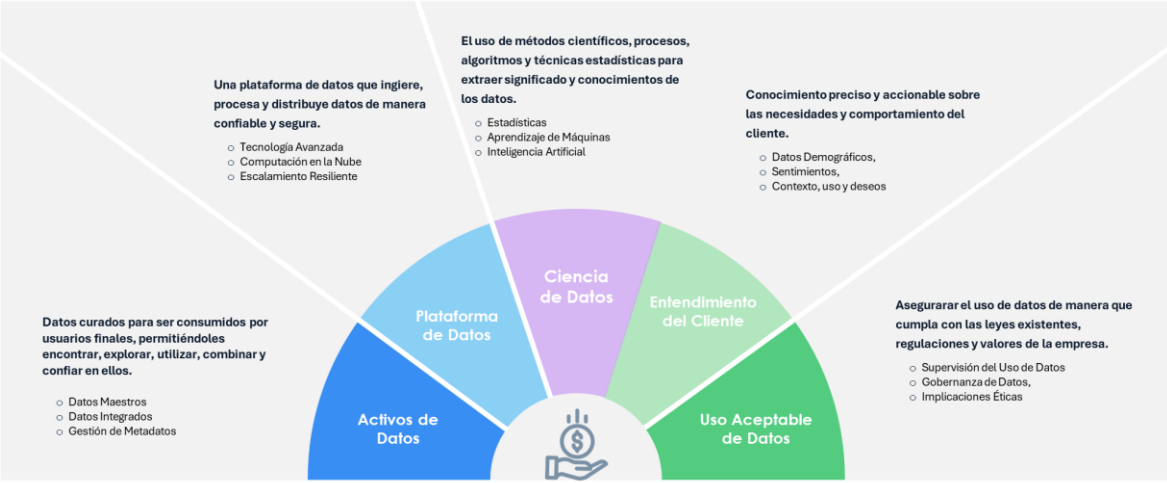 El uso de métodos científicos, procesos,
algoritmos y técnicas estadísticas para
extraer significado y conocimientos de
los datos.
○ Estadísticas
○ Aprendizaje de Máquinas
○ Inteligencia Artificial
Una plataforma de datos que ingiere,
procesa y distribuye datos de manera
confiable y segura.
○ Tecnología Avanzada
○ Computación en la Nube
○ Escalamiento Resiliente
Conocimiento preciso y accionable sobre
las necesidades y comportamiento del
cliente.
○ Datos Demográficos,
○ Sentimientos,
○ Contexto, uso y deseos
Datos curados para ser consumidos por
usuarios finales, permitiéndoles
encontrar, explorar, utilizar, combinar y
confiar en ellos.
○ Datos Maestros
○ Datos Integrados
○ Gestión de Metadatos
Asegurarar el uso de datos de manera que
cumpla con las leyes existentes,
regulaciones y valores de la empresa.
○ Supervisión del Uso de Datos
○ Gobernanza de Datos,
○ Implicaciones Éticas
Activos de
Datos
Plataforma
de Datos
Ciencia
de Datos
Entendimiento
del Cliente
Uso Aceptable
de Datos
$